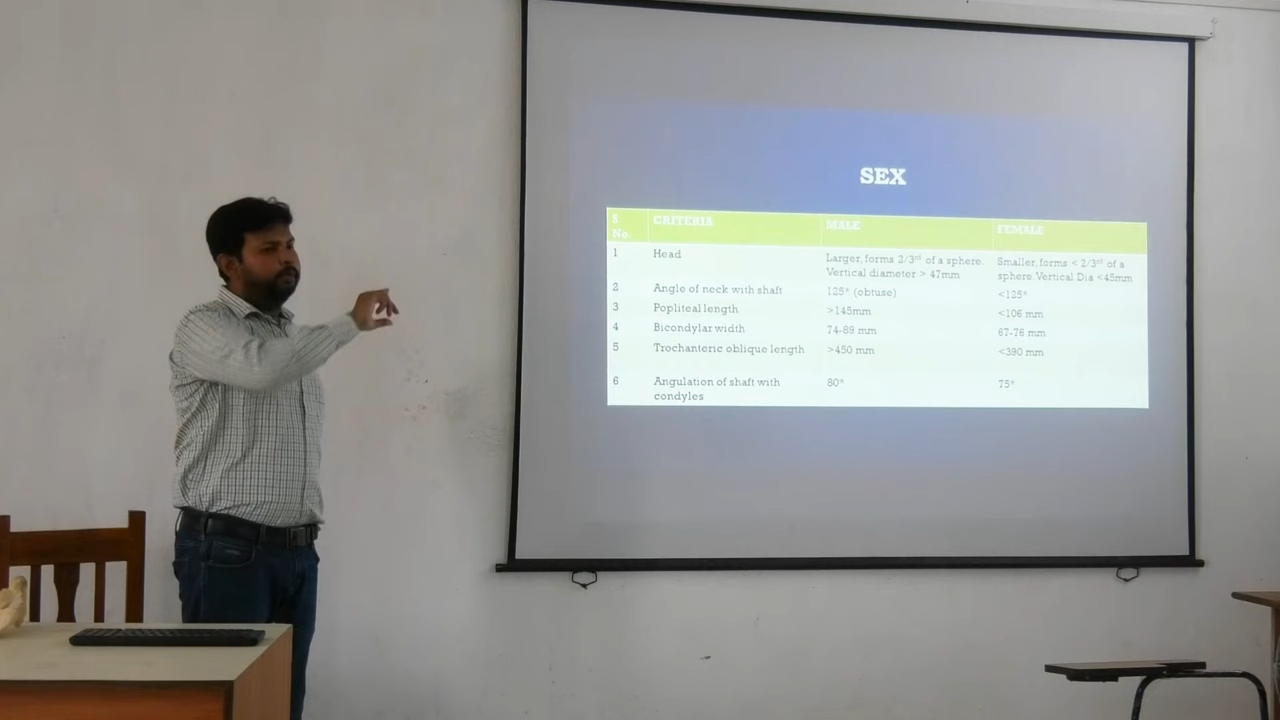 SEX
S No. CRITERIA MALE FEMALE
1 Head Larger, forms 2/3rd of a sphere. Vertical diameter > 47mm Smaller, forms < 2/3rd of a sphere. Vertical Dia <45mm
2 Angle of neck with shaft 125° (obtuse) <125°
3 Popliteal length >145mm <106 mm
4 Bicondylar width 74-89 mm 67-76 mm
5 Trochanteric oblique length >450 mm <390 mm
6 Angulation of shaft with condyles 80° 75°